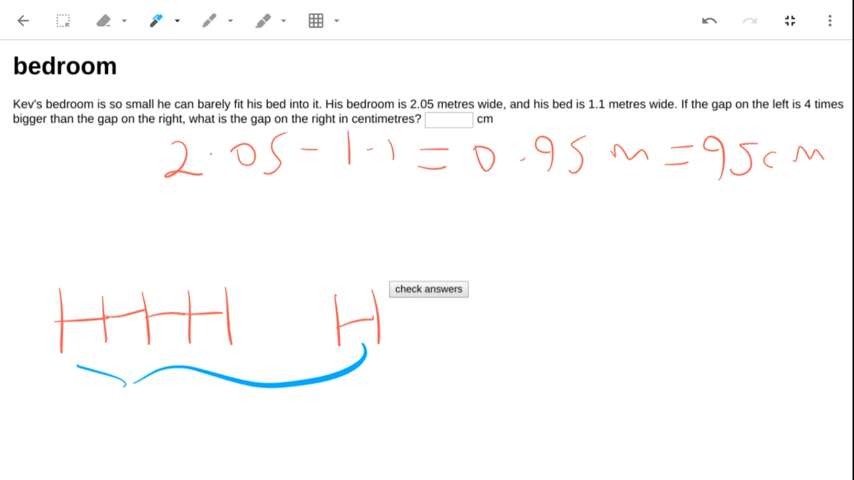 bedroom
Kev's bedroom is so small he can barely fit his bed into it. His bedroom is 2.05 metres wide, and his bed is 1.1 metres wide. If the gap on the left is 4 times
bigger than the gap on the right, what is the gap on the right in centimetres? cm
2.05 - 1.1 = 0.95 m = 95cm
check answers